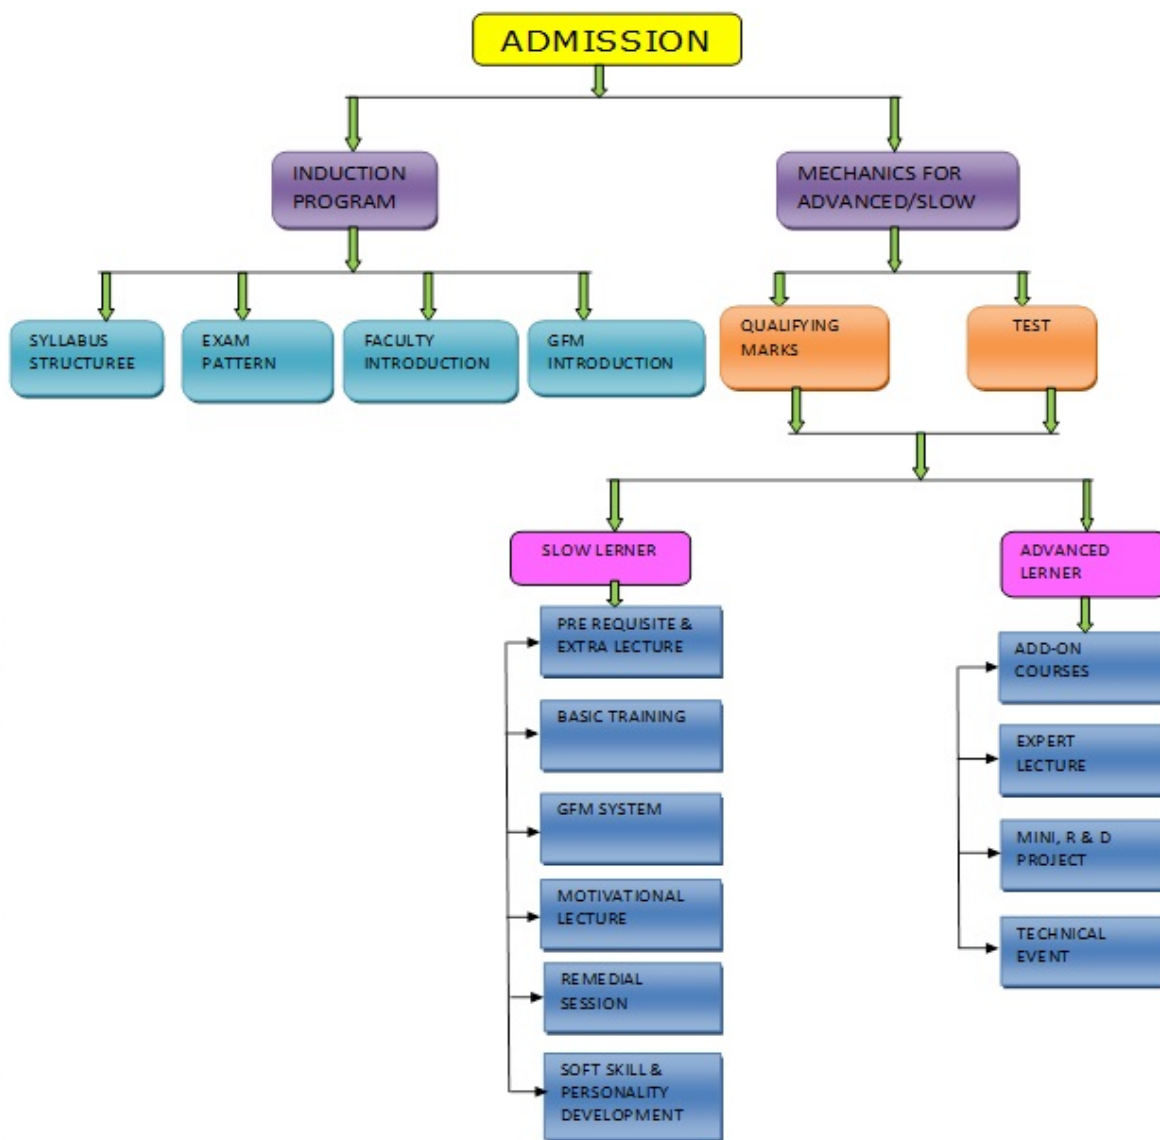 ADMISSION
INDUCTION
PROGRAM
MECHANICS FOR
ADVANCED/SLOW
SYLLABUS
STRUCTUREE
EXAM
PATTERN
FACULTY
INTRODUCTION
GFM
INTRODUCTION
QUALIFYING
MARKS
TEST
SLOW LERNER
ADVANCED
LERNER
PRE REQUISITE &
EXTRA LECTURE
BASIC TRAINING
GFM SYSTEM
MOTIVATIONAL
LECTURE
REMEDIAL
SESSION
SOFT SKILL &
PERSONALITY
DEVELOPMENT
ADD-ON
COURSES
EXPERT
LECTURE
MINI, R & D
PROJECT
TECHNICAL
EVENT